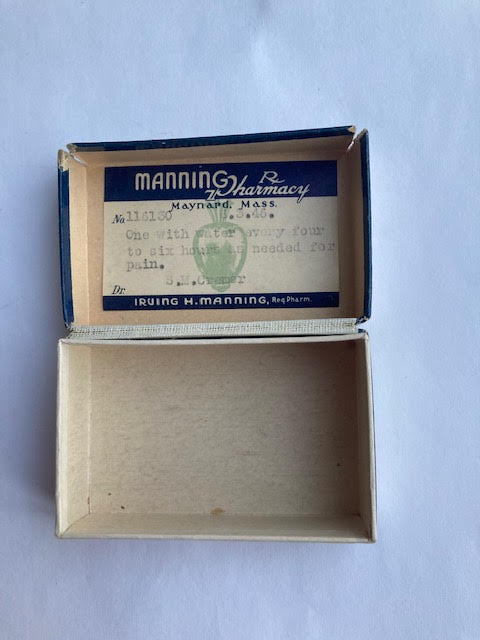 MANNING Rx
Pharmacy
Maynard, Mass.
No. 116130 3.46.
One with water every four
to six hours as needed for
pain.
S.M.Cramer
Dr.
IRVING H. MANNING, Reg Pharm.